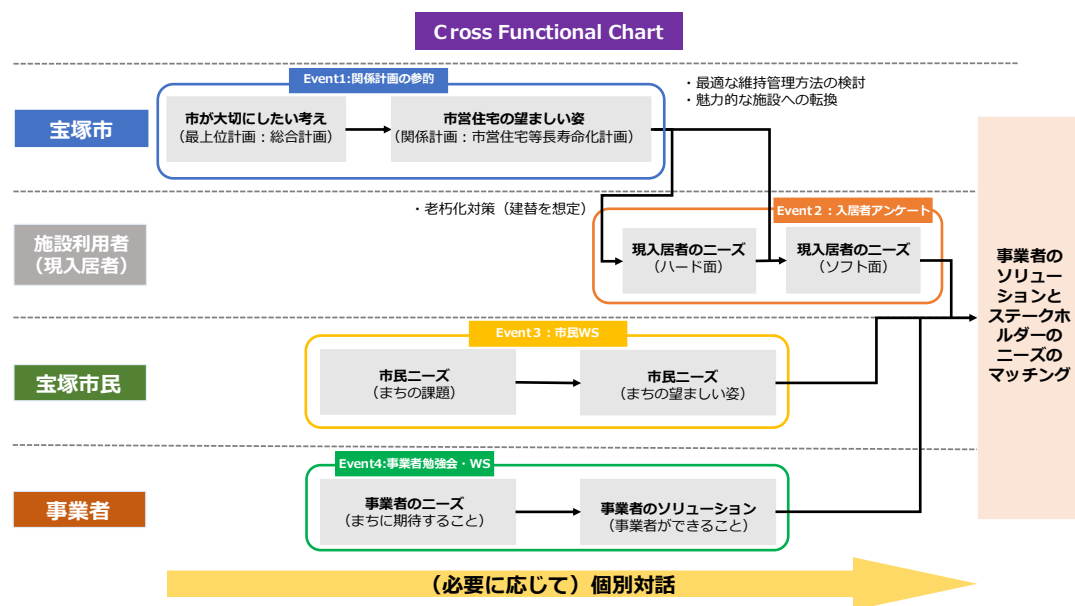 Cross Functional Chart
Event1:関係計画の参酌
・最適な維持管理方法の検討
・魅力的な施設への転換
宝塚市
市が大切にしたい考え
（最上位計画：総合計画）
市営住宅の望ましい姿
（関係計画：市営住宅等長寿命化計画）
・老朽化対策（建替を想定）
Event２：入居者アンケート
施設利用者
（現入居者）
現入居者のニーズ
（ハード面）
現入居者のニーズ
（ソフト面）
事業者の
ソリュー
ションと
ステークホ
ルダーの
ニーズの
マッチング
Event３：市民WS
宝塚市民
市民ニーズ
（まちの課題）
市民ニーズ
（まちの望ましい姿）
Event4:事業者勉強会・WS
事業者
事業者のニーズ
（まちに期待すること）
事業者のソリューション
（事業者ができること）
（必要に応じて）個別対話